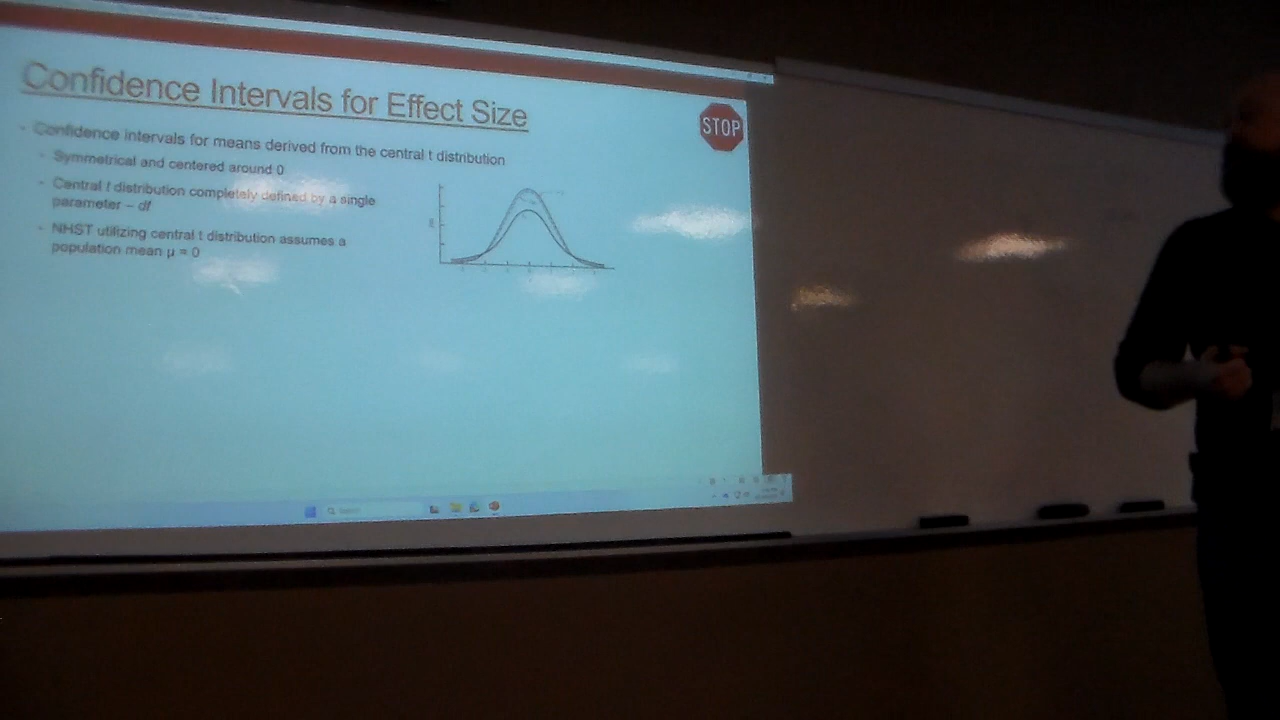 Confidence Intervals for Effect Size
STOP
Confidence intervals for means derived from the central t distribution
Symmetrical and centered around 0
Central t distribution completely defined by a single
parameter – df
NHST utilizing central t distribution assumes a
population mean μ = 0
Search